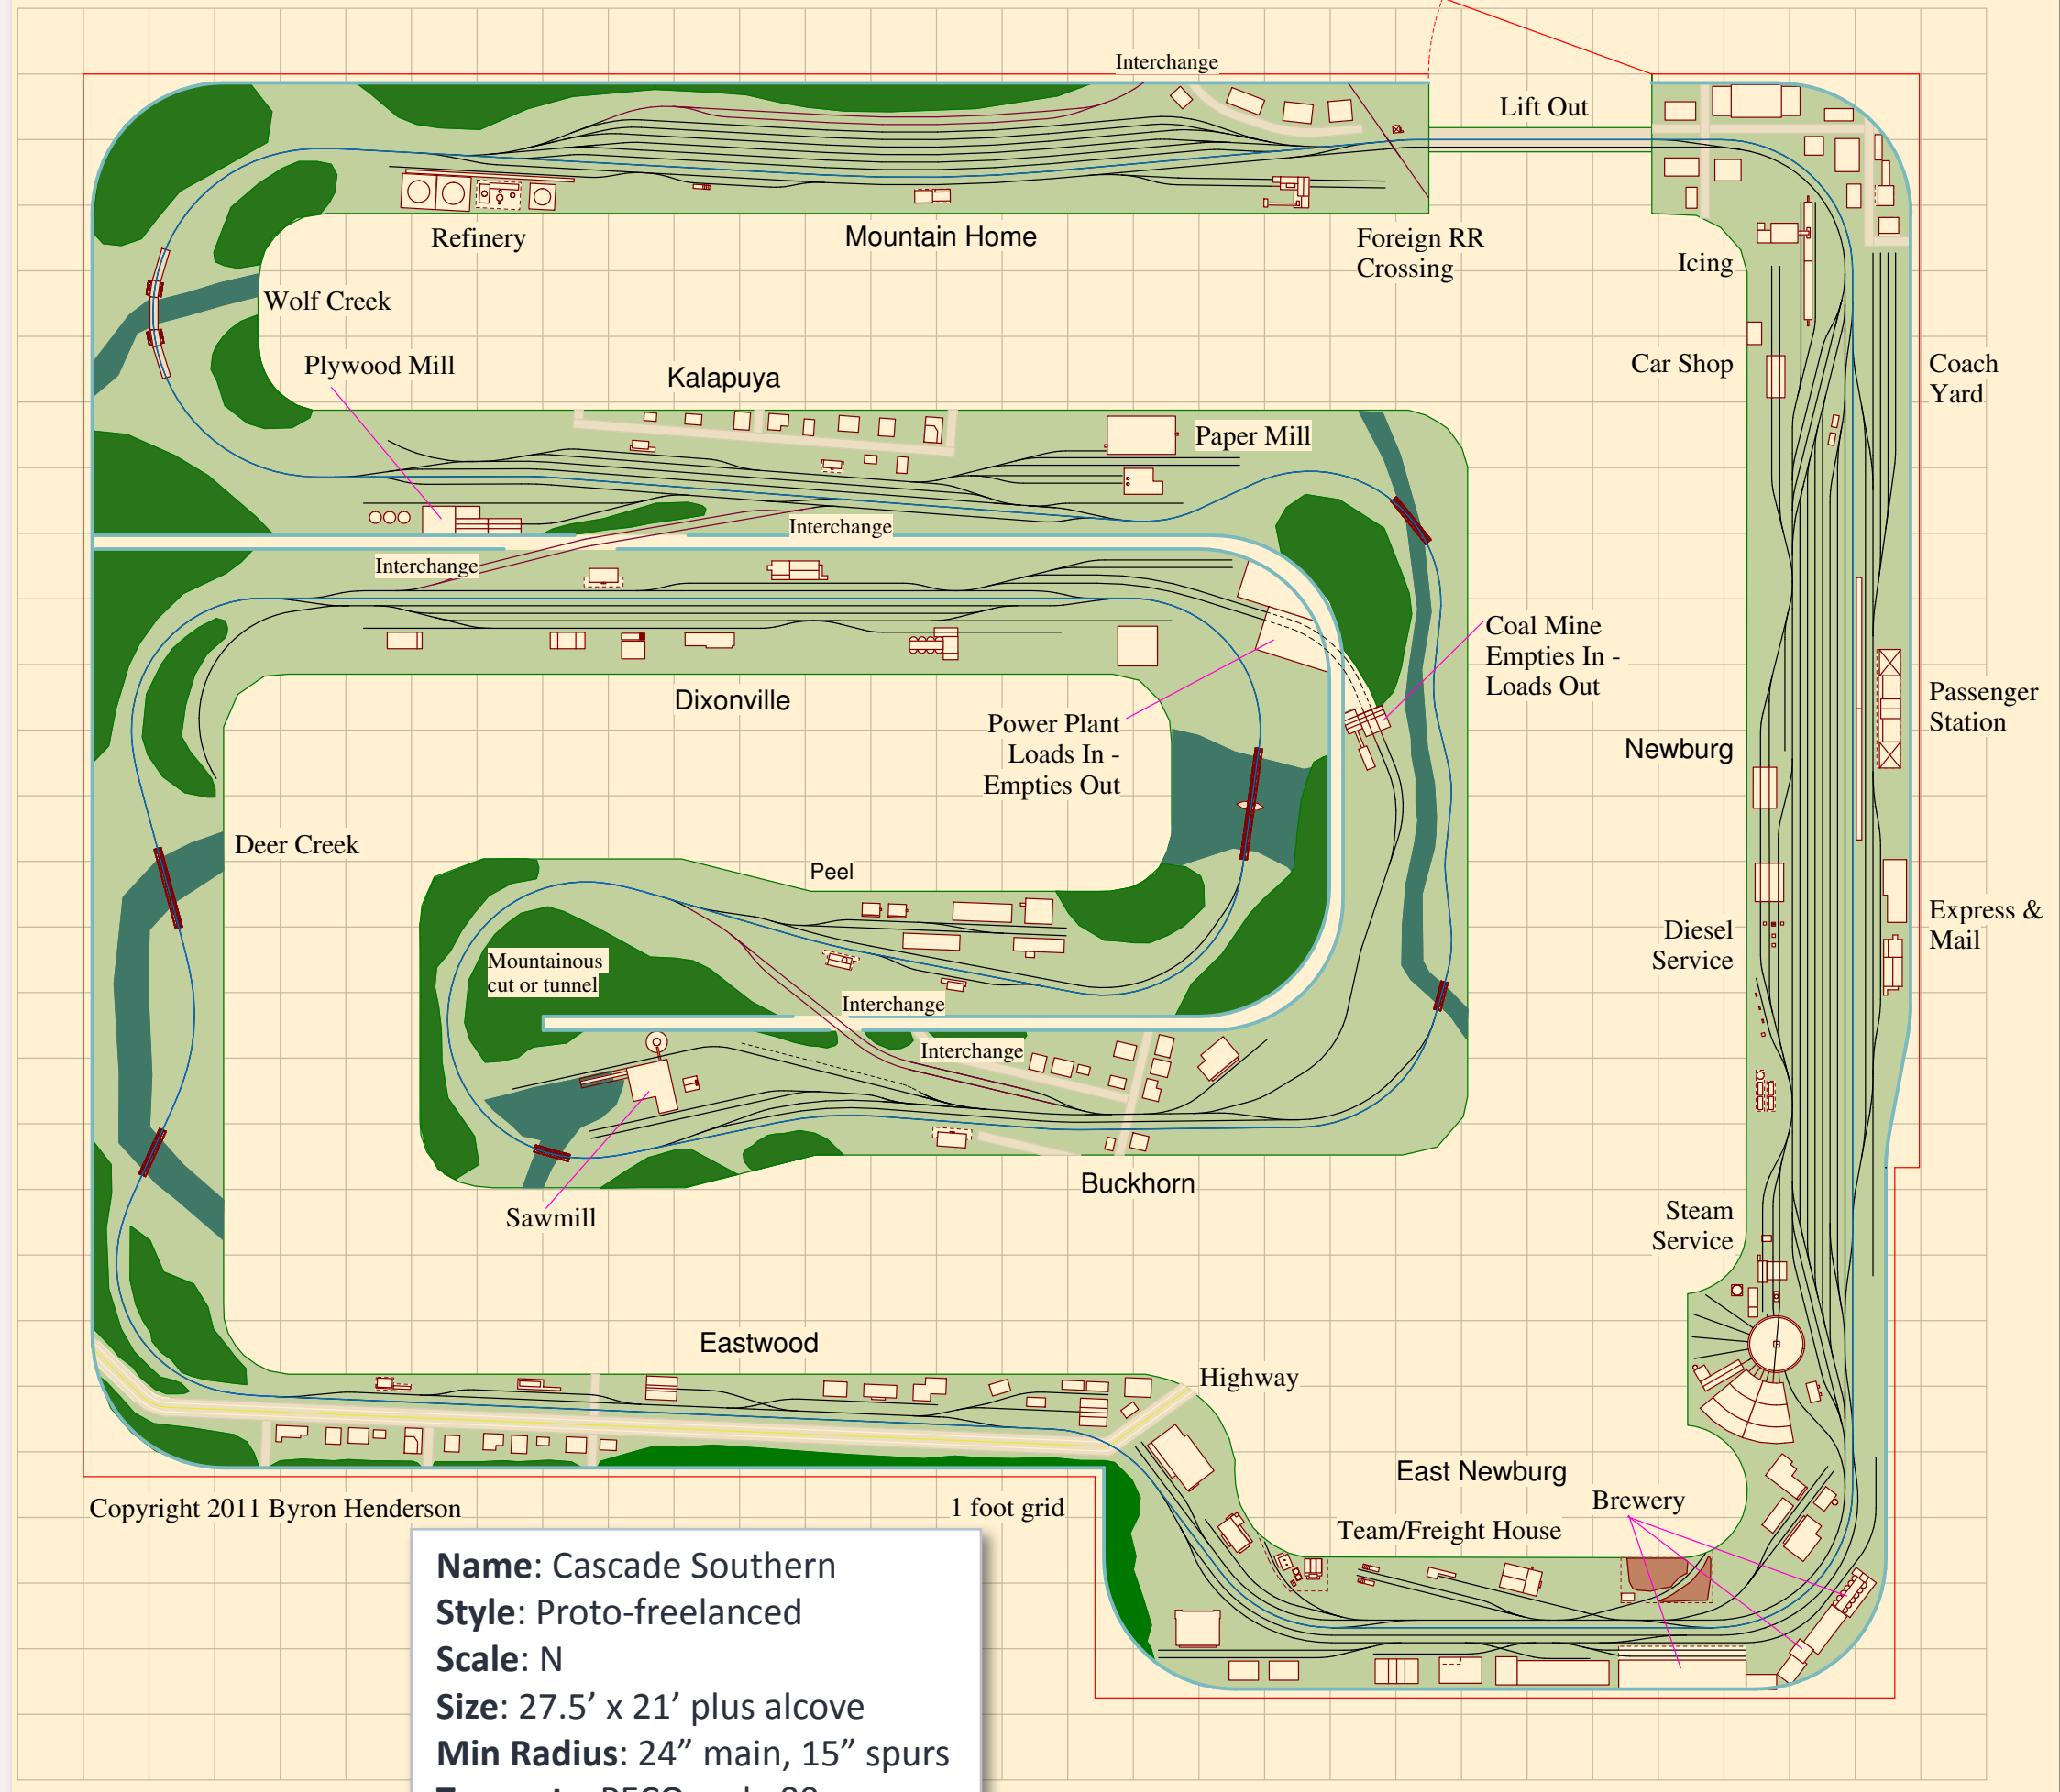 Interchange
Lift Out
Refinery
Mountain Home
Foreign RR
Crossing
Icing
Wolf Creek
Plywood Mill
Kalapuya
Car Shop
Coach
Yard
Paper Mill
Interchange
Interchange
Coal Mine
Empties In -
Loads Out
Dixonville
Power Plant
Loads In -
Empties Out
Passenger
Station
Newburg
Deer Creek
Peel
Express &
Mail
Diesel
Service
Mountainous
cut or tunnel
Interchange
Interchange
Buckhorn
Sawmill
Steam
Service
Eastwood
Highway
East Newburg
Brewery
Team/Freight House
Copyright 2011 Byron Henderson
1 foot grid
Name: Cascade Southern
Style: Proto-freelanced
Scale: N
Size: 27.5’ x 21’ plus alcove
Min Radius: 24” main, 15” spurs